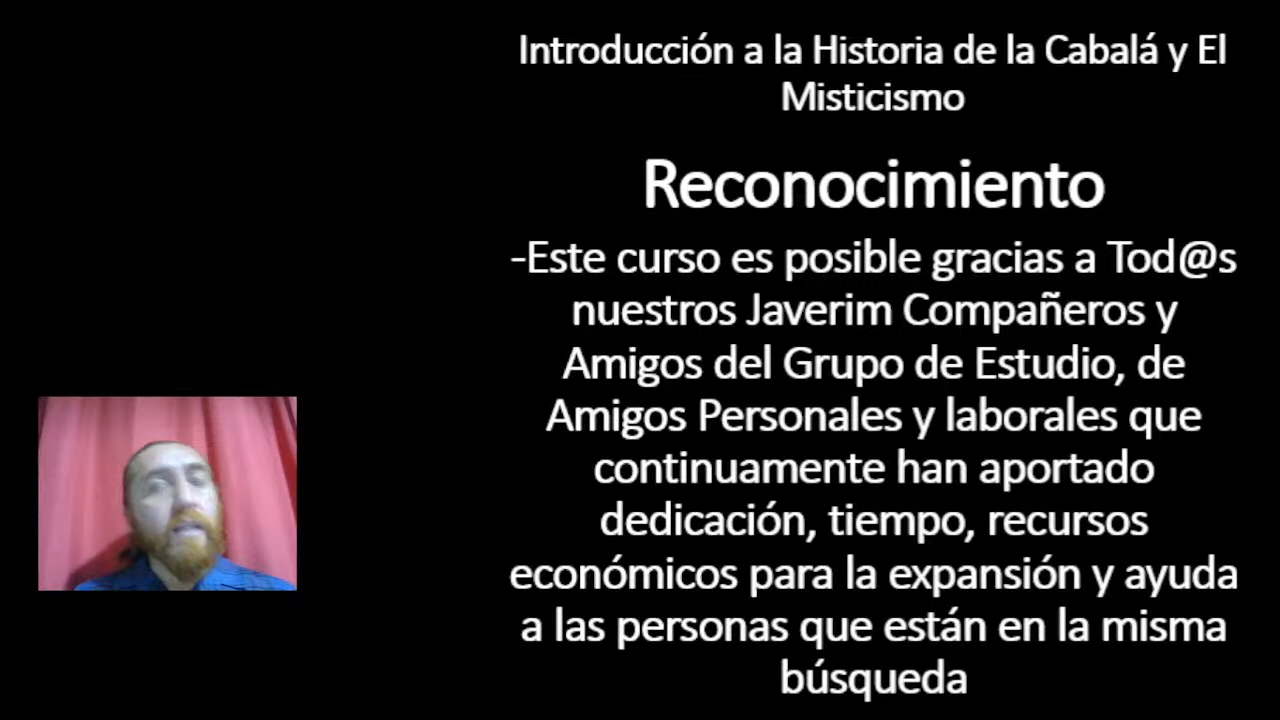 Introducción a la Historia de la Cabalá y El
Misticismo
Reconocimiento
-Este curso es posible gracias a Tod@s
nuestros Javerim Compañeros y
Amigos del Grupo de Estudio, de
Amigos Personales y laborales que
continuamente han aportado
dedicación, tiempo, recursos
económicos para la expansión y ayuda
a las personas que están en la misma
búsqueda